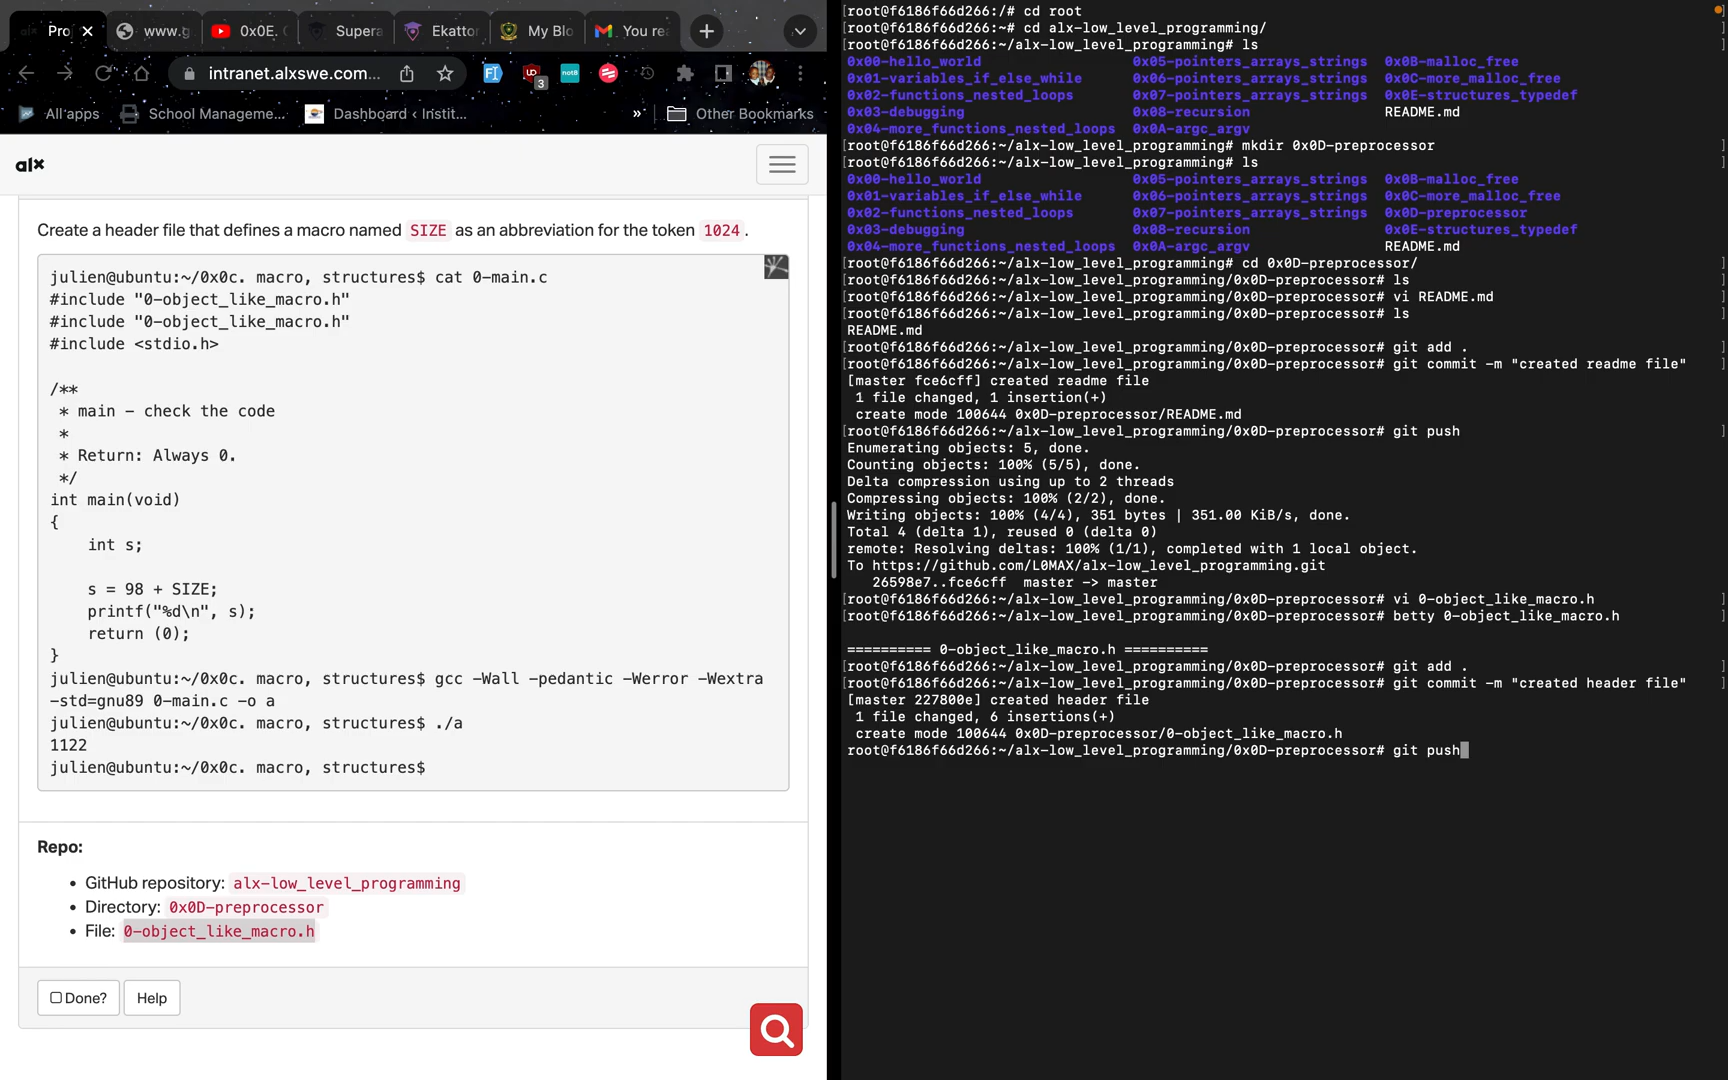 Pro
www.g
0x0E.
Supera
Ekatto
My Blo
You re
intranet.alxswe.com...
3
All apps
School Manageme...
Dashboard ‹ Instit...
»
Other Bookmarks
alx
Create a header file that defines a macro named SIZE as an abbreviation for the token 1024.
julien@ubuntu:~/0x0c. macro, structures$ cat 0-main.c
#include "0-object_like_macro.h"
#include "0-object_like_macro.h"
#include <stdio.h>
/**
 * main - check the code
 *
 * Return: Always 0.
 */
int main(void)
{
    int s;
    s = 98 + SIZE;
    printf("%d\n", s);
    return (0);
}
julien@ubuntu:~/0x0c. macro, structures$ gcc -Wall -pedantic -Werror -Wextra
-std=gnu89 0-main.c -o a
julien@ubuntu:~/0x0c. macro, structures$ ./a
1122
julien@ubuntu:~/0x0c. macro, structures$
Repo:
• GitHub repository: alx-low_level_programming
• Directory: 0x0D-preprocessor
• File: 0-object_like_macro.h
Done?
Help
[root@f6186f66d266:/# cd root
[root@f6186f66d266:~# cd alx-low_level_programming/
[root@f6186f66d266:~/alx-low_level_programming# ls
0x00-hello_world 0x05-pointers_arrays_strings 0x0B-malloc_free
0x01-variables_if_else_while 0x06-pointers_arrays_strings 0x0C-more_malloc_free
0x02-functions_nested_loops 0x07-pointers_arrays_strings 0x0E-structures_typedef
0x03-debugging 0x08-recursion README.md
0x04-more_functions_nested_loops 0x0A-argc_argv
[root@f6186f66d266:~/alx-low_level_programming# mkdir 0x0D-preprocessor
[root@f6186f66d266:~/alx-low_level_programming# ls
0x00-hello_world 0x05-pointers_arrays_strings 0x0B-malloc_free
0x01-variables_if_else_while 0x06-pointers_arrays_strings 0x0C-more_malloc_free
0x02-functions_nested_loops 0x07-pointers_arrays_strings 0x0D-preprocessor
0x03-debugging 0x08-recursion 0x0E-structures_typedef
0x04-more_functions_nested_loops 0x0A-argc_argv README.md
[root@f6186f66d266:~/alx-low_level_programming# cd 0x0D-preprocessor/
[root@f6186f66d266:~/alx-low_level_programming/0x0D-preprocessor# ls
[root@f6186f66d266:~/alx-low_level_programming/0x0D-preprocessor# vi README.md
[root@f6186f66d266:~/alx-low_level_programming/0x0D-preprocessor# ls
README.md
[root@f6186f66d266:~/alx-low_level_programming/0x0D-preprocessor# git add .
[root@f6186f66d266:~/alx-low_level_programming/0x0D-preprocessor# git commit -m "created readme file"
[master fce6cff] created readme file
 1 file changed, 1 insertion(+)
 create mode 100644 0x0D-preprocessor/README.md
[root@f6186f66d266:~/alx-low_level_programming/0x0D-preprocessor# git push
Enumerating objects: 5, done.
Counting objects: 100% (5/5), done.
Delta compression using up to 2 threads
Compressing objects: 100% (2/2), done.
Writing objects: 100% (4/4), 351 bytes | 351.00 KiB/s, done.
Total 4 (delta 1), reused 0 (delta 0)
remote: Resolving deltas: 100% (1/1), completed with 1 local object.
To https://github.com/L0MAX/alx-low_level_programming.git
   26598e7..fce6cff  master -> master
[root@f6186f66d266:~/alx-low_level_programming/0x0D-preprocessor# vi 0-object_like_macro.h
[root@f6186f66d266:~/alx-low_level_programming/0x0D-preprocessor# betty 0-object_like_macro.h
========== 0-object_like_macro.h ==========
[root@f6186f66d266:~/alx-low_level_programming/0x0D-preprocessor# git add .
[root@f6186f66d266:~/alx-low_level_programming/0x0D-preprocessor# git commit -m "created header file"
[master 227800e] created header file
 1 file changed, 6 insertions(+)
 create mode 100644 0x0D-preprocessor/0-object_like_macro.h
root@f6186f66d266:~/alx-low_level_programming/0x0D-preprocessor# git push